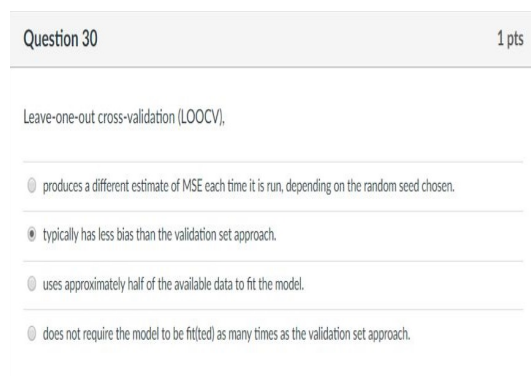 Question 30 1 pts
Leave-one-out cross-validation (LOOCV),
produces a different estimate of MSE each time it is run, depending on the random seed chosen.
typically has less bias than the validation set approach.
uses approximately half of the available data to fit the model.
does not require the model to be fit(ted) as many times as the validation set approach.